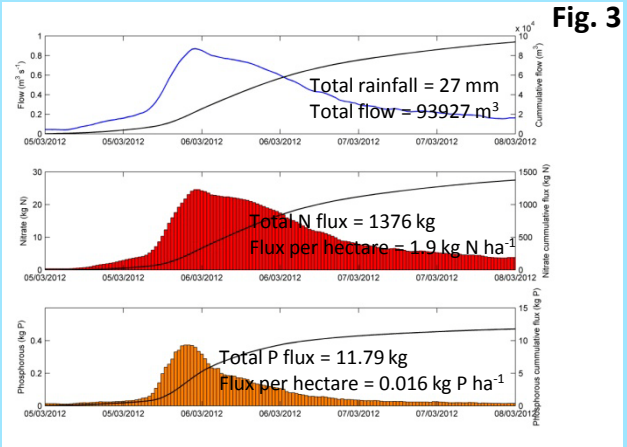 Fig. 3
x 10⁴
1
0.8
0.6
0.4
0.2
0
Flow (m³ s⁻¹)
10
8
6
4
2
0
Cummulative flow (m³)
Total rainfall = 27 mm
Total flow = 93927 m³
05/03/2012 05/03/2012 06/03/2012 06/03/2012 07/03/2012 07/03/2012 08/03/2012
30
20
10
0
Nitrate (kg N)
1500
1000
500
0
Nitrate cummulative flux (kg N)
Total N flux = 1376 kg
Flux per hectare = 1.9 kg N ha⁻¹
05/03/2012 05/03/2012 06/03/2012 06/03/2012 07/03/2012 07/03/2012 08/03/2012
0.4
0.2
0
Phosphorous (kg P)
15
10
5
0
Phosphorous cummulative flux (kg P)
Total P flux = 11.79 kg
Flux per hectare = 0.016 kg P ha⁻¹
05/03/2012 05/03/2012 06/03/2012 06/03/2012 07/03/2012 07/03/2012 08/03/2012